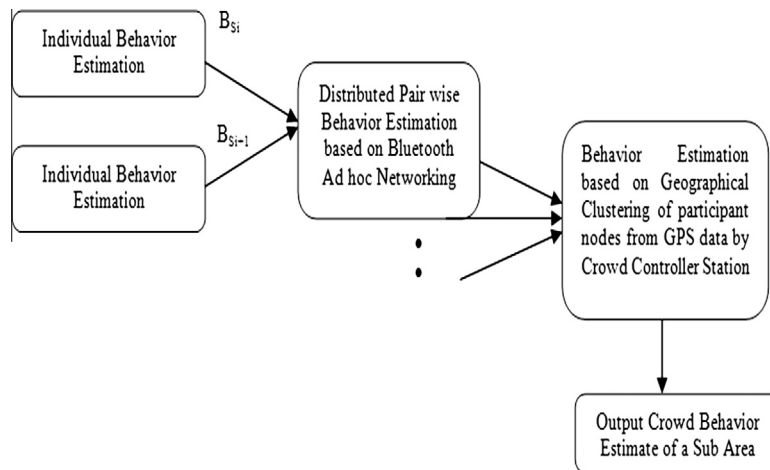 Individual Behavior
Estimation
B_Si
Individual Behavior
Estimation
B_Si+1
Distributed Pair wise
Behavior Estimation
based on Bluetooth
Ad hoc Networking
Behavior Estimation
based on Geographical
Clustering of participant
nodes from GPS data by
Crowd Controller Station
Output Crowd Behavior
Estimate of a Sub Area